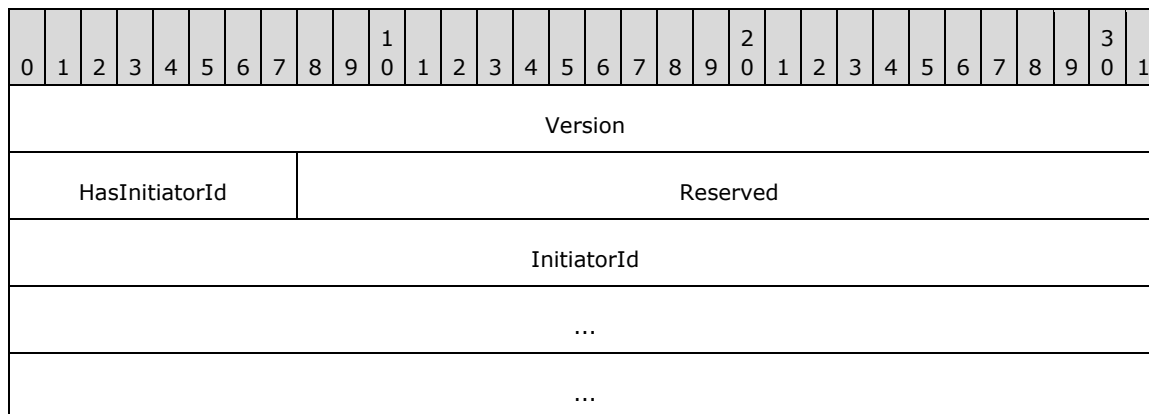 1 2 3
0 1 2 3 4 5 6 7 8 9 0 1 2 3 4 5 6 7 8 9 0 1 2 3 4 5 6 7 8 9 0 1
Version
HasInitiatorId Reserved
InitiatorId
...
...